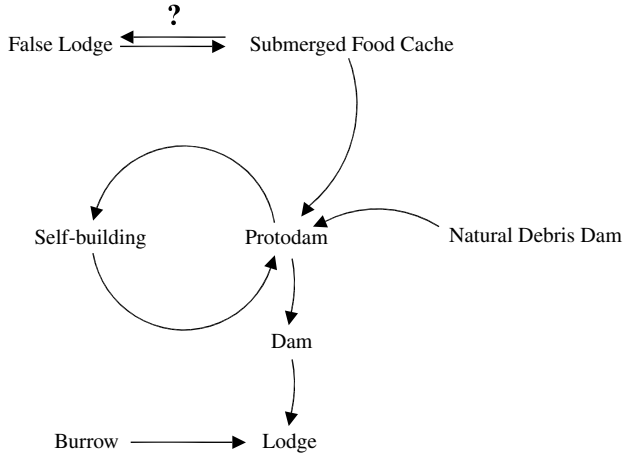 ?
False Lodge
Submerged Food Cache
Self-building
Protodam
Natural Debris Dam
Dam
Burrow
Lodge